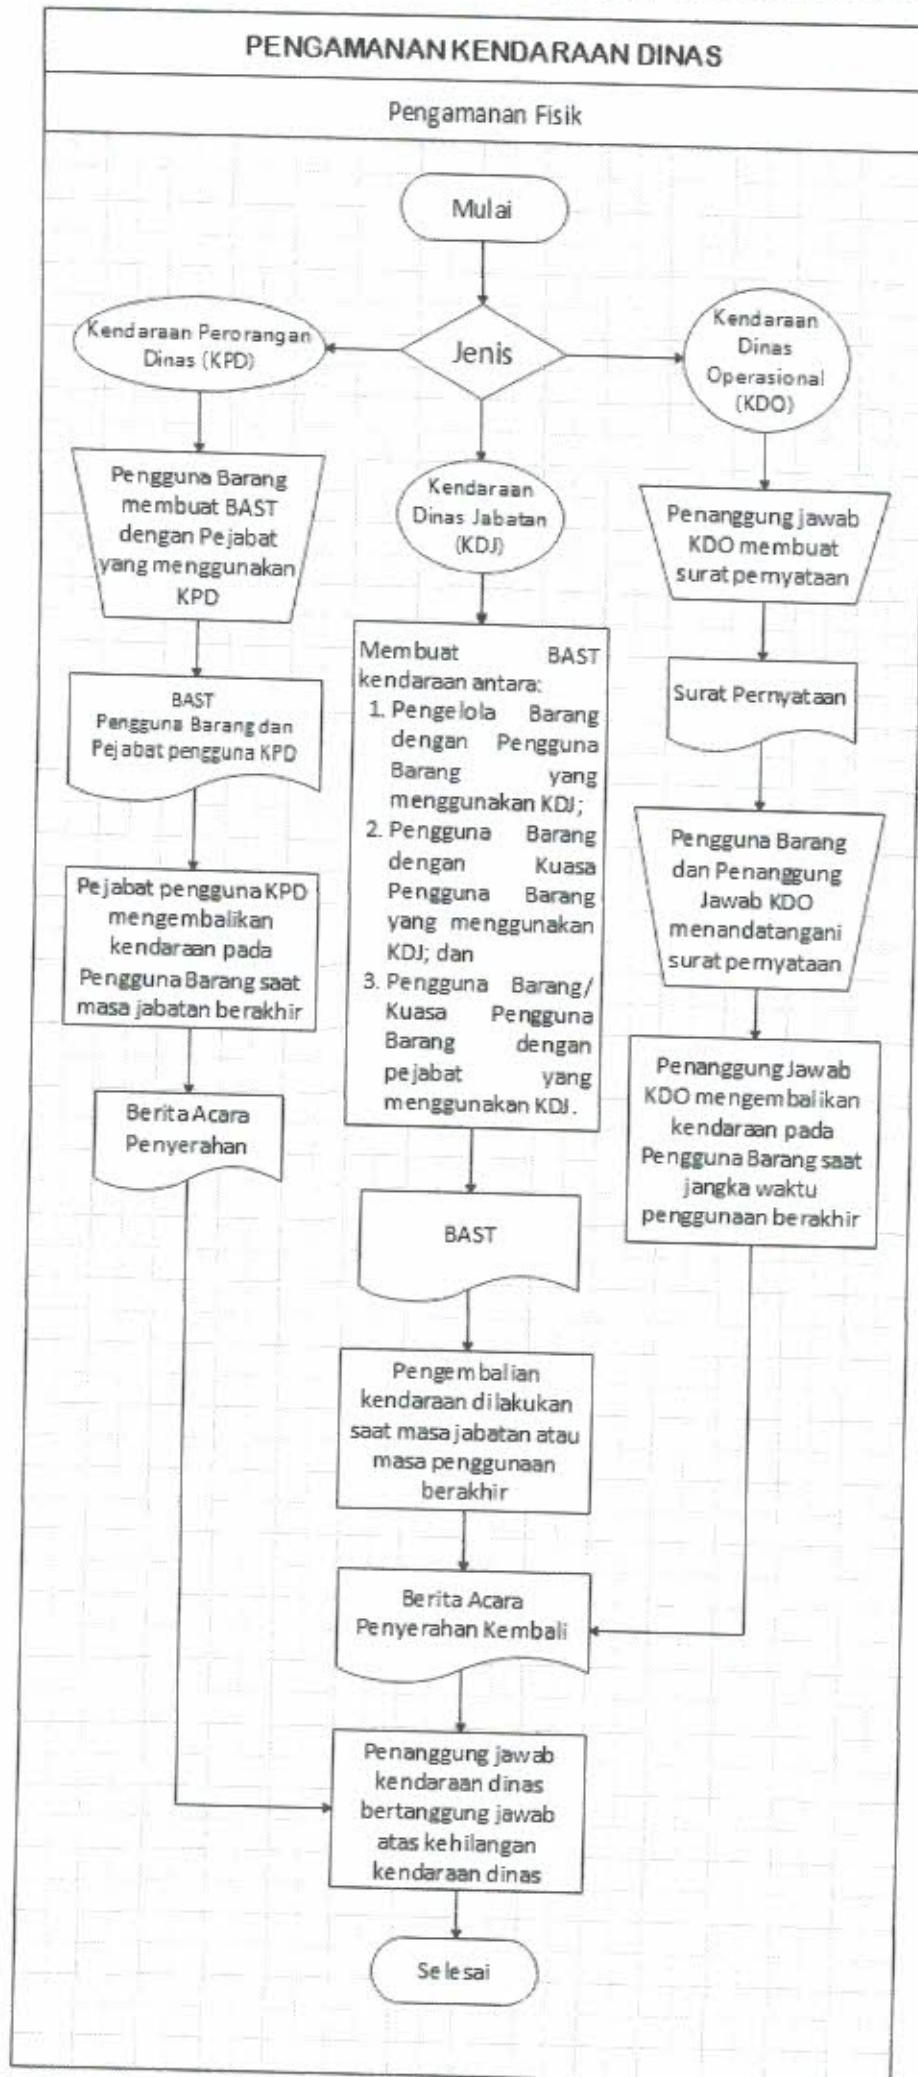 PENGAMANAN KENDARAAN DINAS
Pengamanan Fisik
Mulai
Jenis
Kendaraan Perorangan
Dinas (KPD)
Pengguna Barang
membuat BAST
dengan Pejabat
yang menggunakan
KPD
BAST
Pengguna Barang dan
Pejabat pengguna KPD
Pejabat pengguna KPD
mengembalikan
kendaraan pada
Pengguna Barang saat
masa jabatan berakhir
Berita Acara
Penyerahan
Kendaraan
Dinas Jabatan
(KDJ)
Membuat BAST
kendaraan antara:
1. Pengelola Barang
dengan Pengguna
Barang yang
menggunakan KDJ;
2. Pengguna Barang
dengan Kuasa
Pengguna Barang
yang menggunakan
KDJ; dan
3. Pengguna Barang/
Kuasa Pengguna
Barang dengan
pejabat yang
menggunakan KDJ.
BAST
Pengembalian
kendaraan dilakukan
saat masa jabatan atau
masa penggunaan
berakhir
Kendaraan
Dinas
Operasional
(KDO)
Penanggung jawab
KDO membuat
surat pernyataan
Surat Pernyataan
Pengguna Barang
dan Penanggung
Jawab KDO
menandatangani
surat pernyataan
Penanggung Jawab
KDO mengembalikan
kendaraan pada
Pengguna Barang saat
jangka waktu
penggunaan berakhir
Berita Acara
Penyerahan Kembali
Penanggung jawab
kendaraan dinas
bertanggung jawab
atas kehilangan
kendaraan dinas
Selesai